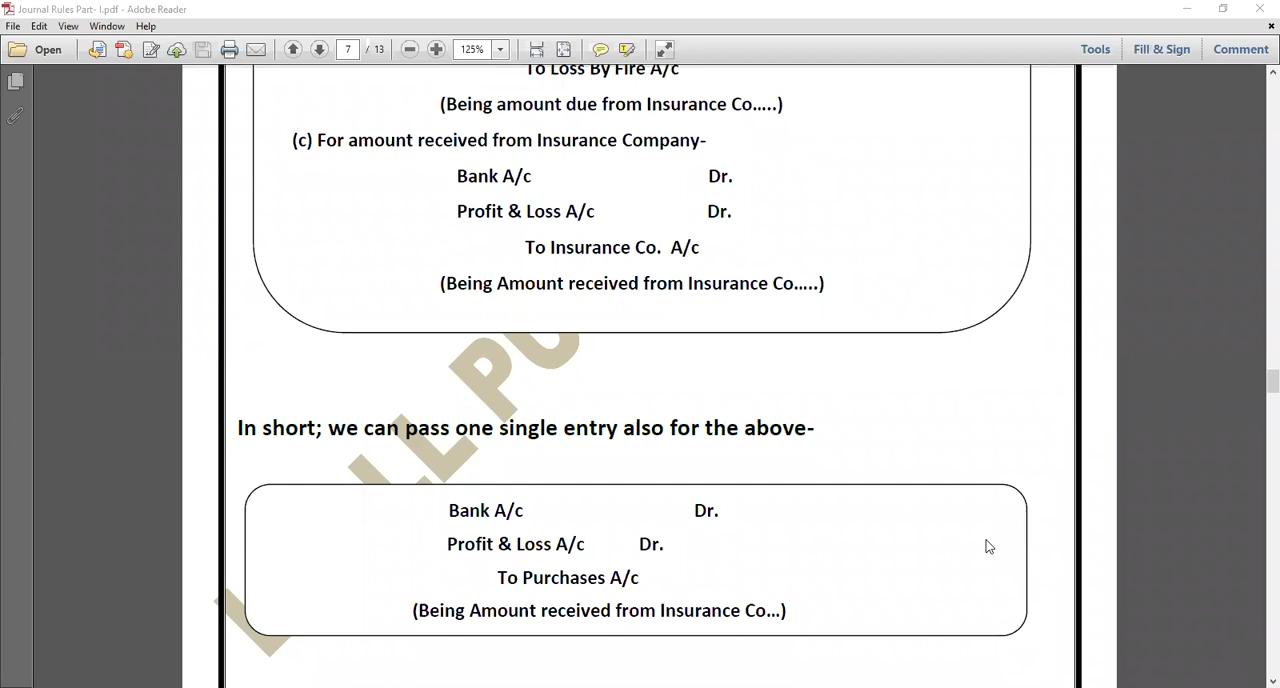 Journal Rules Part- I.pdf - Adobe Reader
File Edit View Window Help
Open 7 / 13 125% Tools Fill & Sign Comment
To Loss By Fire A/c
(Being amount due from Insurance Co.....)
(c) For amount received from Insurance Company-
Bank A/c Dr.
Profit & Loss A/c Dr.
To Insurance Co. A/c
(Being Amount received from Insurance Co.....)
In short; we can pass one single entry also for the above-
Bank A/c Dr.
Profit & Loss A/c Dr.
To Purchases A/c
(Being Amount received from Insurance Co...)